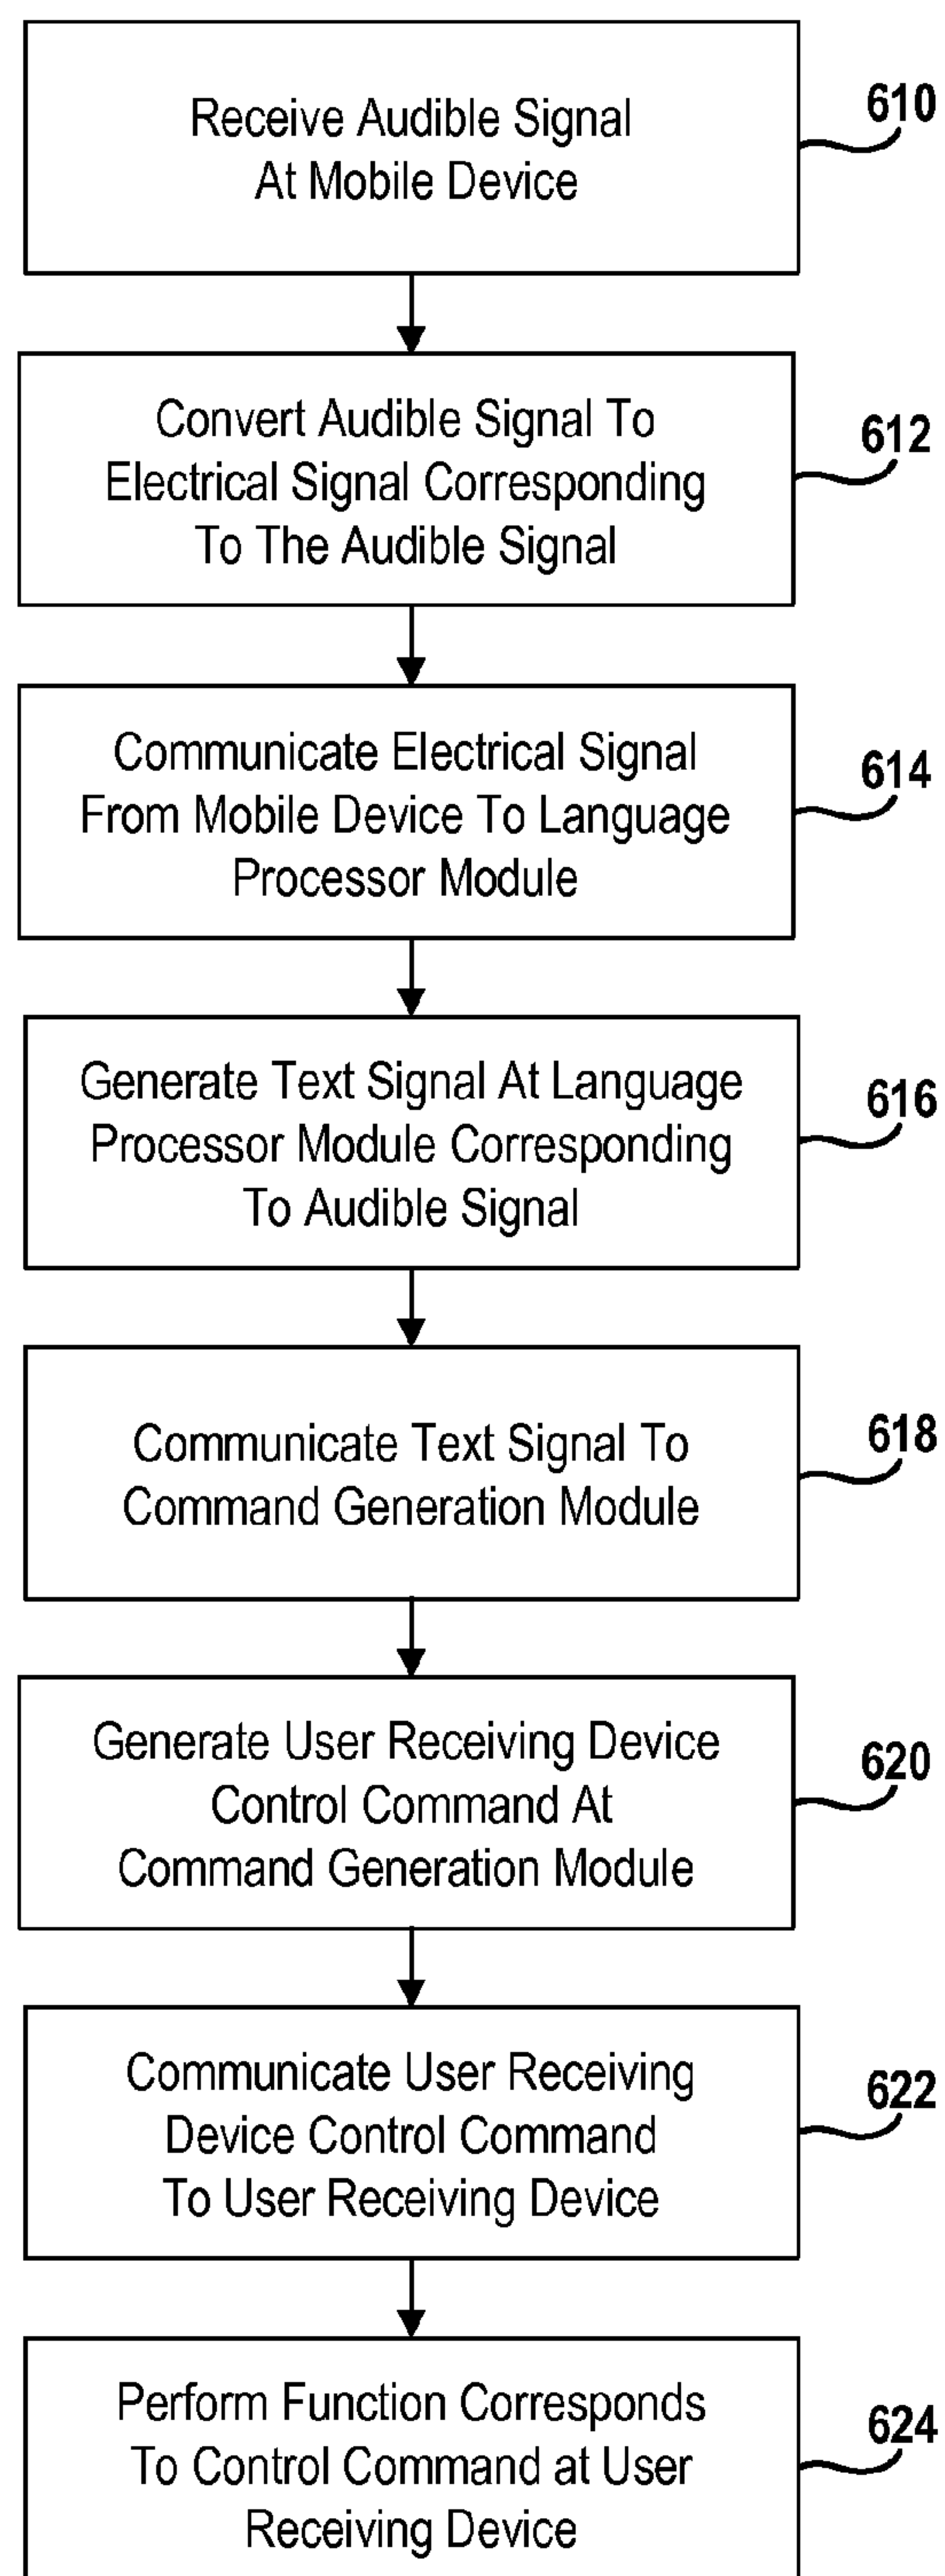 Receive Audible Signal
At Mobile Device
610
Convert Audible Signal To
Electrical Signal Corresponding
To The Audible Signal
612
Communicate Electrical Signal
From Mobile Device To Language
Processor Module
614
Generate Text Signal At Language
Processor Module Corresponding
To Audible Signal
616
Communicate Text Signal To
Command Generation Module
618
Generate User Receiving Device
Control Command At
Command Generation Module
620
Communicate User Receiving
Device Control Command
To User Receiving Device
622
Perform Function Corresponds
To Control Command at User
Receiving Device
624